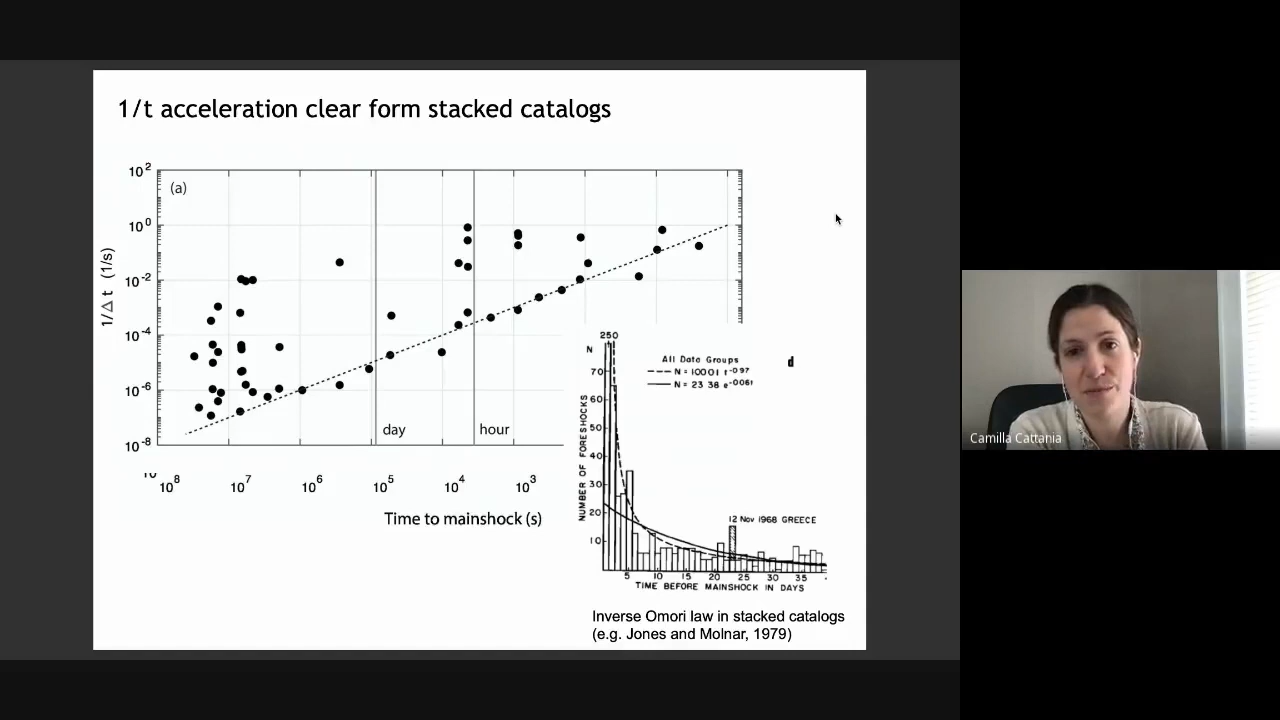 1/t acceleration clear form stacked catalogs
10²
(a)
10⁰
10⁻²
1/Δ t (1/s)
10⁻⁴
10⁻⁶
10⁻⁸
day
hour
10⁸
10⁷
10⁶
10⁵
10⁴
10³
Time to mainshock (s)
250
N
70
60
50
40
30
20
10
NUMBER OF FORESHOCKS
All Data Groups
N = 100.01 t⁻⁰·⁹⁷
N = 23 38 e⁻⁰·⁰⁶ᵗ
d
12 Nov 1968 GREECE
5 10 15 20 25 30 35
TIME BEFORE MAINSHOCK IN DAYS
Inverse Omori law in stacked catalogs
(e.g. Jones and Molnar, 1979)
Camilla Cattania